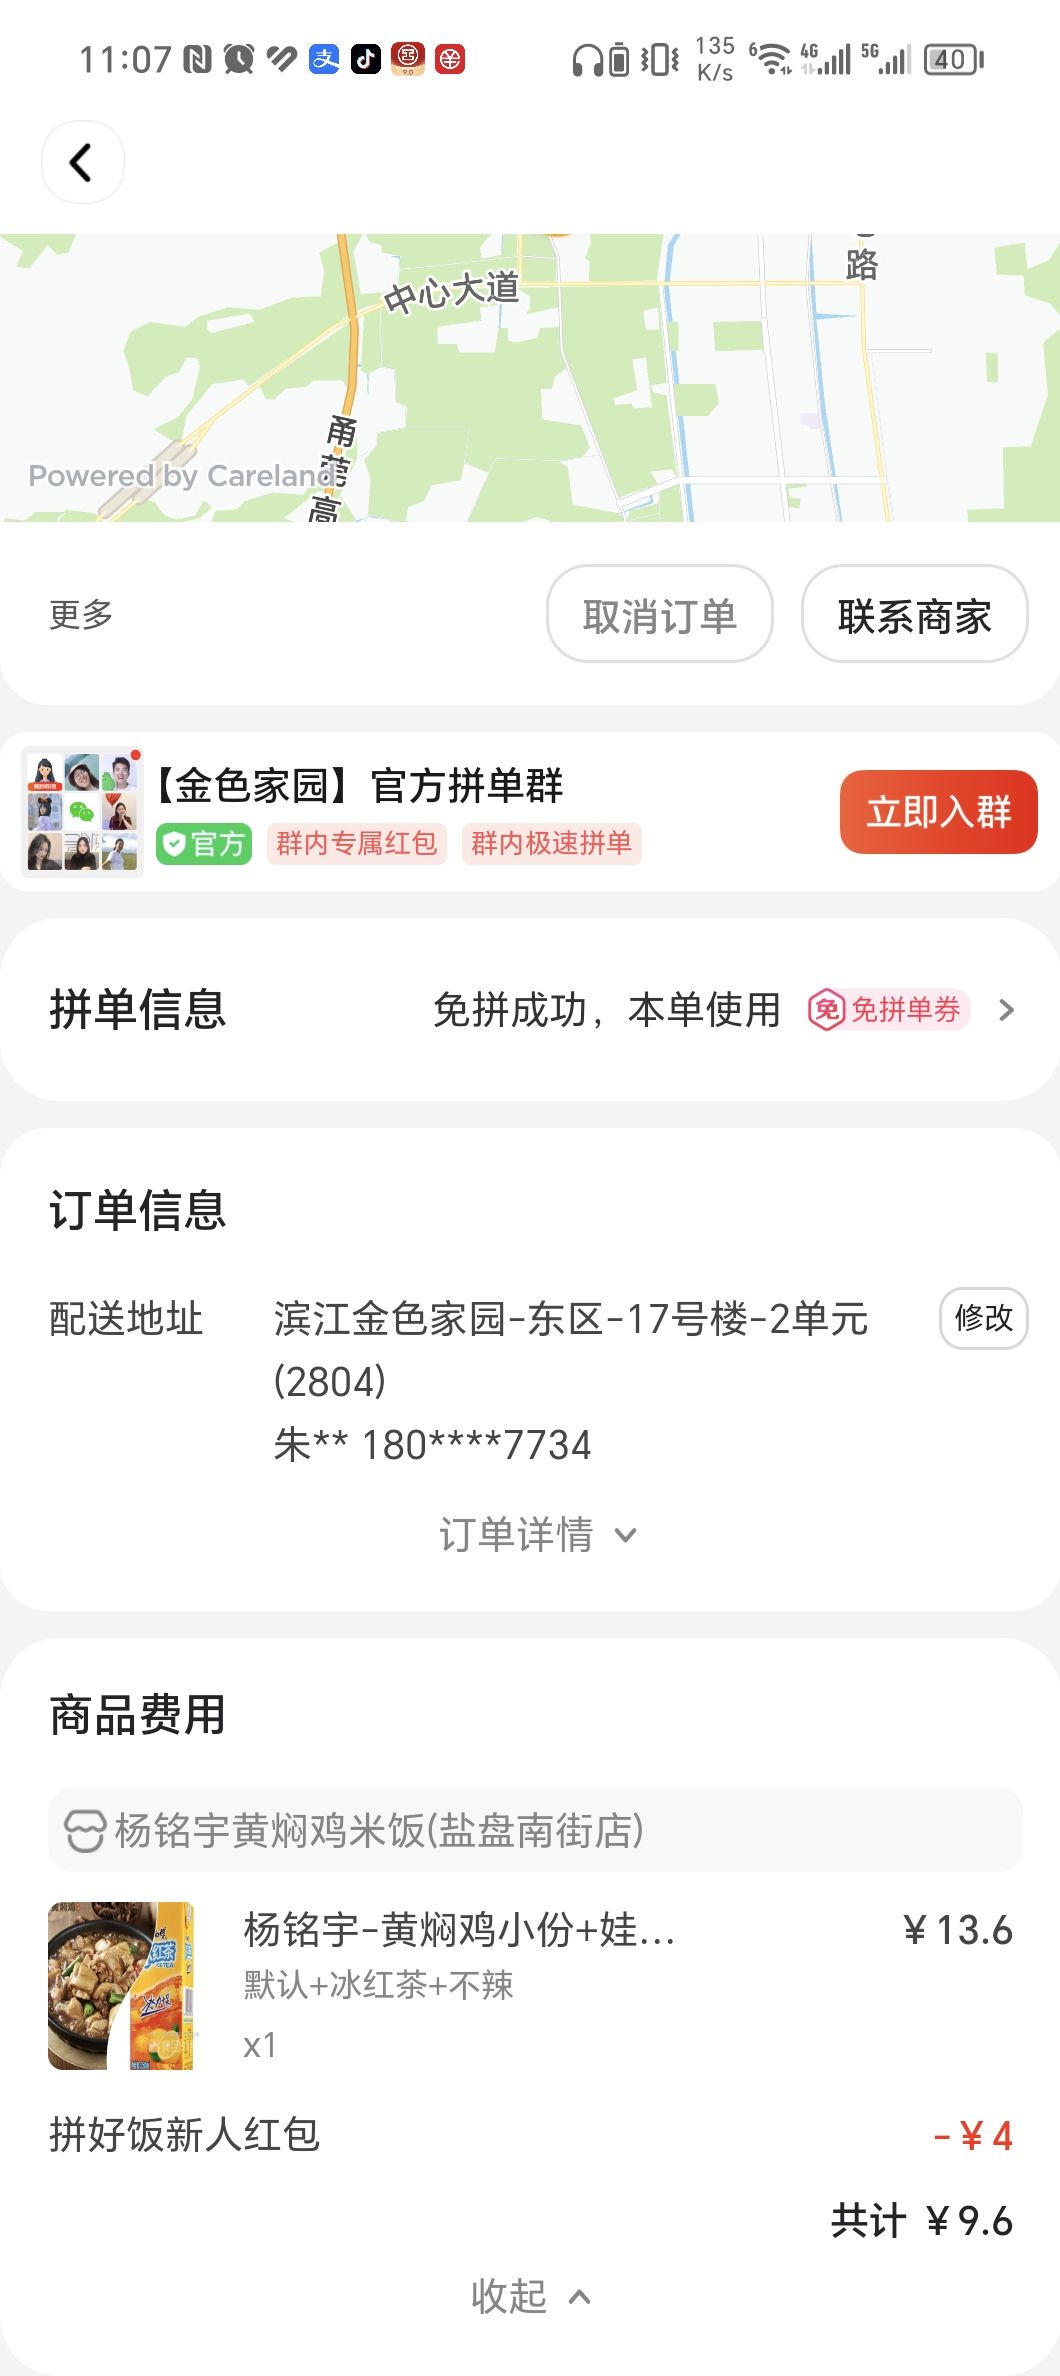 11:07
135
K/s
6
4G
5G
40
中心大道
路
甬莞高
Powered by Careland
更多
取消订单
联系商家
【金色家园】官方拼单群
官方
群内专属红包
群内极速拼单
立即入群
拼单信息
免拼成功，本单使用
免
免拼单券
订单信息
配送地址
滨江金色家园-东区-17号楼-2单元
(2804)
修改
朱** 180****7734
订单详情
商品费用
杨铭宇黄焖鸡米饭(盐盘南街店)
杨铭宇-黄焖鸡小份+娃...
¥13.6
默认+冰红茶+不辣
x1
拼好饭新人红包
-¥4
共计 ¥9.6
收起